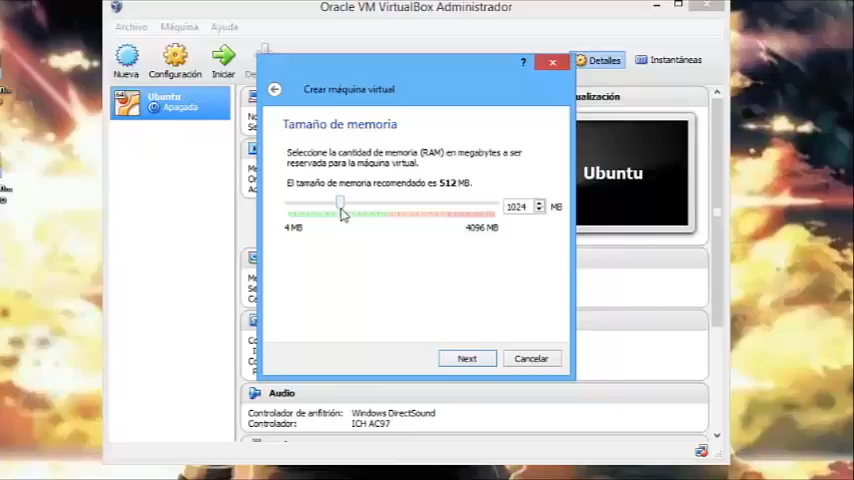 Oracle VM VirtualBox Administrador
Archivo Máquina Ayuda
Nueva Configuración Iniciar
Detalles Instantáneas
Ubuntu
Apagada
? 
Crear máquina virtual
Tamaño de memoria
Seleccione la cantidad de memoria (RAM) en megabytes a ser
reservada para la máquina virtual.
El tamaño de memoria recomendado es 512 MB.
1024 MB
4 MB 4096 MB
Next Cancelar
ualización
Ubuntu
Audio
Controlador de anfitrión: Windows DirectSound
Controlador: ICH AC97